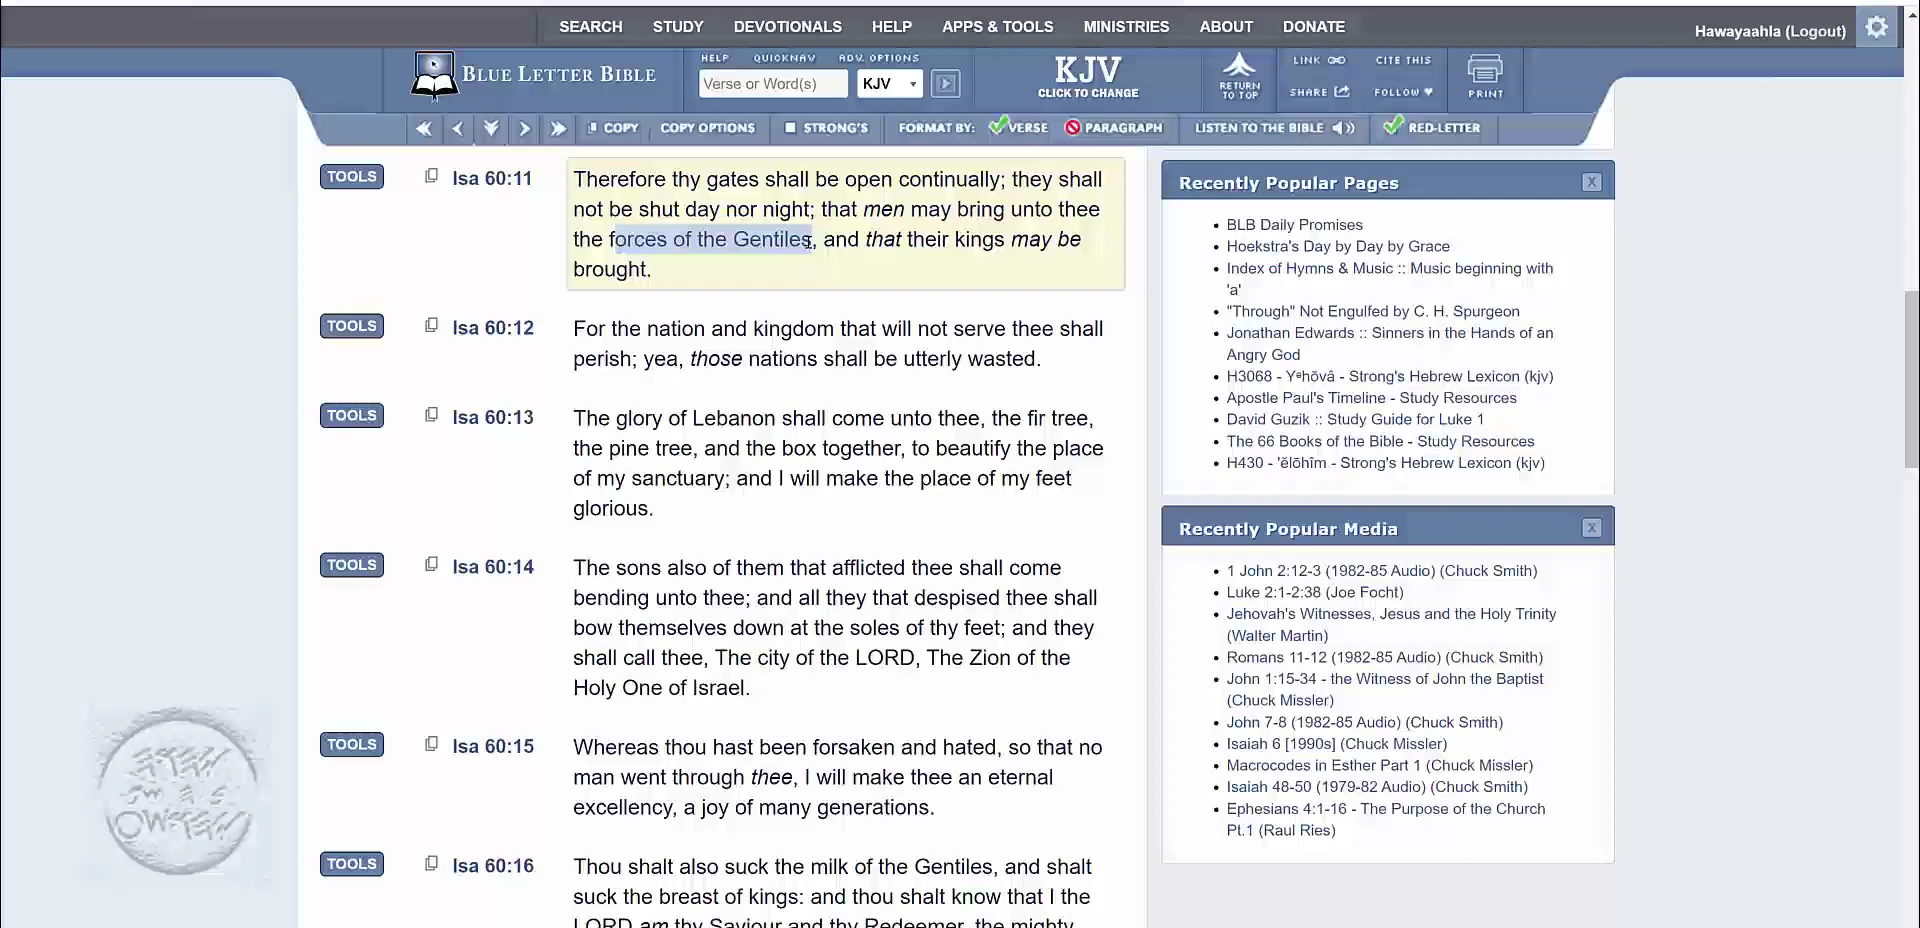 SEARCH STUDY DEVOTIONALS HELP APPS & TOOLS MINISTRIES ABOUT DONATE
Hawayaahla (Logout)
BLUE LETTER BIBLE
HELP QUICKNAV ADV. OPTIONS
Verse or Word(s) KJV
KJV
CLICK TO CHANGE
RETURN
TO TOP
LINK CITE THIS
SHARE FOLLOW
PRINT
COPY COPY OPTIONS STRONG'S FORMAT BY: VERSE PARAGRAPH LISTEN TO THE BIBLE RED-LETTER
TOOLS Isa 60:11 Therefore thy gates shall be open continually; they shall
not be shut day nor night; that men may bring unto thee
the forces of the Gentiles, and that their kings may be
brought.
TOOLS Isa 60:12 For the nation and kingdom that will not serve thee shall
perish; yea, those nations shall be utterly wasted.
TOOLS Isa 60:13 The glory of Lebanon shall come unto thee, the fir tree,
the pine tree, and the box together, to beautify the place
of my sanctuary; and I will make the place of my feet
glorious.
TOOLS Isa 60:14 The sons also of them that afflicted thee shall come
bending unto thee; and all they that despised thee shall
bow themselves down at the soles of thy feet; and they
shall call thee, The city of the LORD, The Zion of the
Holy One of Israel.
TOOLS Isa 60:15 Whereas thou hast been forsaken and hated, so that no
man went through thee, I will make thee an eternal
excellency, a joy of many generations.
TOOLS Isa 60:16 Thou shalt also suck the milk of the Gentiles, and shalt
suck the breast of kings: and thou shalt know that I the
LORD am thy Saviour and thy Redeemer, the mighty
Recently Popular Pages X
• BLB Daily Promises
• Hoekstra's Day by Day by Grace
• Index of Hymns & Music :: Music beginning with
'a'
• "Through" Not Engulfed by C. H. Spurgeon
• Jonathan Edwards :: Sinners in the Hands of an
Angry God
• H3068 - Yᵉhōvâ - Strong's Hebrew Lexicon (kjv)
• Apostle Paul's Timeline - Study Resources
• David Guzik :: Study Guide for Luke 1
• The 66 Books of the Bible - Study Resources
• H430 - 'ĕlōhîm - Strong's Hebrew Lexicon (kjv)
Recently Popular Media X
• 1 John 2:12-3 (1982-85 Audio) (Chuck Smith)
• Luke 2:1-2:38 (Joe Focht)
• Jehovah's Witnesses, Jesus and the Holy Trinity
(Walter Martin)
• Romans 11-12 (1982-85 Audio) (Chuck Smith)
• John 1:15-34 - the Witness of John the Baptist
(Chuck Missler)
• John 7-8 (1982-85 Audio) (Chuck Smith)
• Isaiah 6 [1990s] (Chuck Missler)
• Macrocodes in Esther Part 1 (Chuck Missler)
• Isaiah 48-50 (1979-82 Audio) (Chuck Smith)
• Ephesians 4:1-16 - The Purpose of the Church
Pt.1 (Raul Ries)